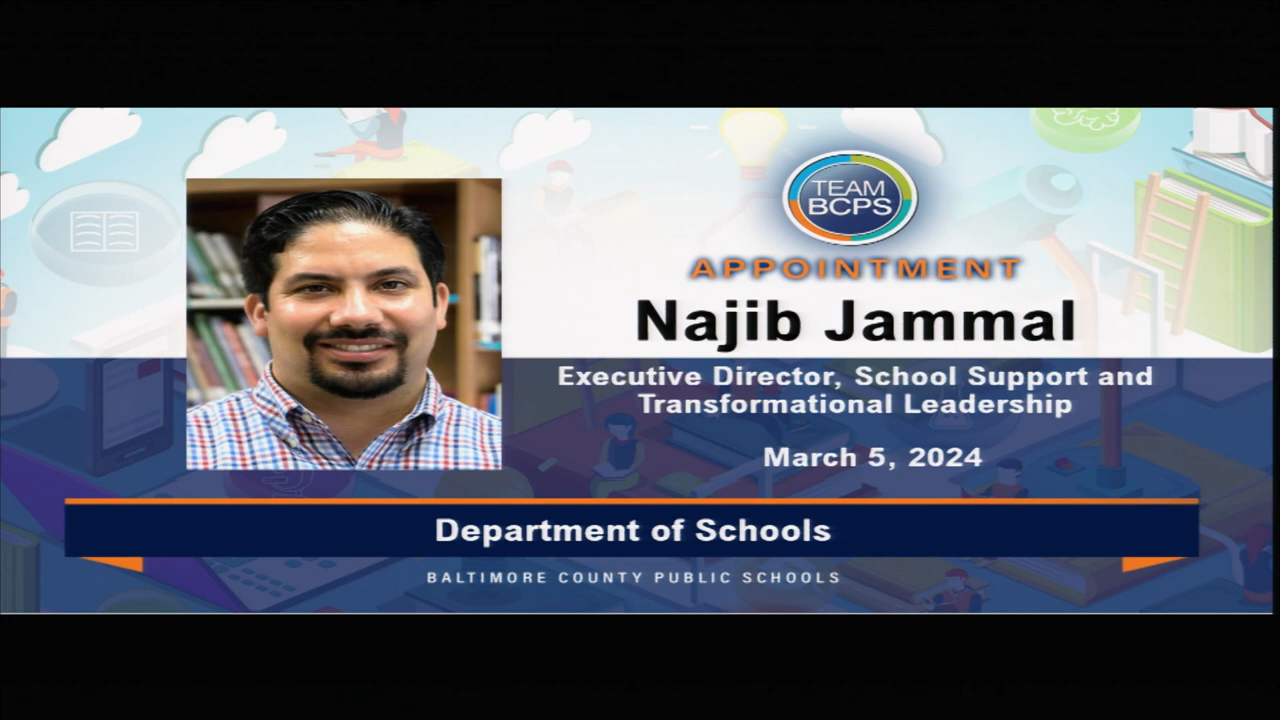 TEAM
BCPS
APPOINTMENT
Najib Jammal
Executive Director, School Support and
Transformational Leadership
March 5, 2024
Department of Schools
BALTIMORE COUNTY PUBLIC SCHOOLS